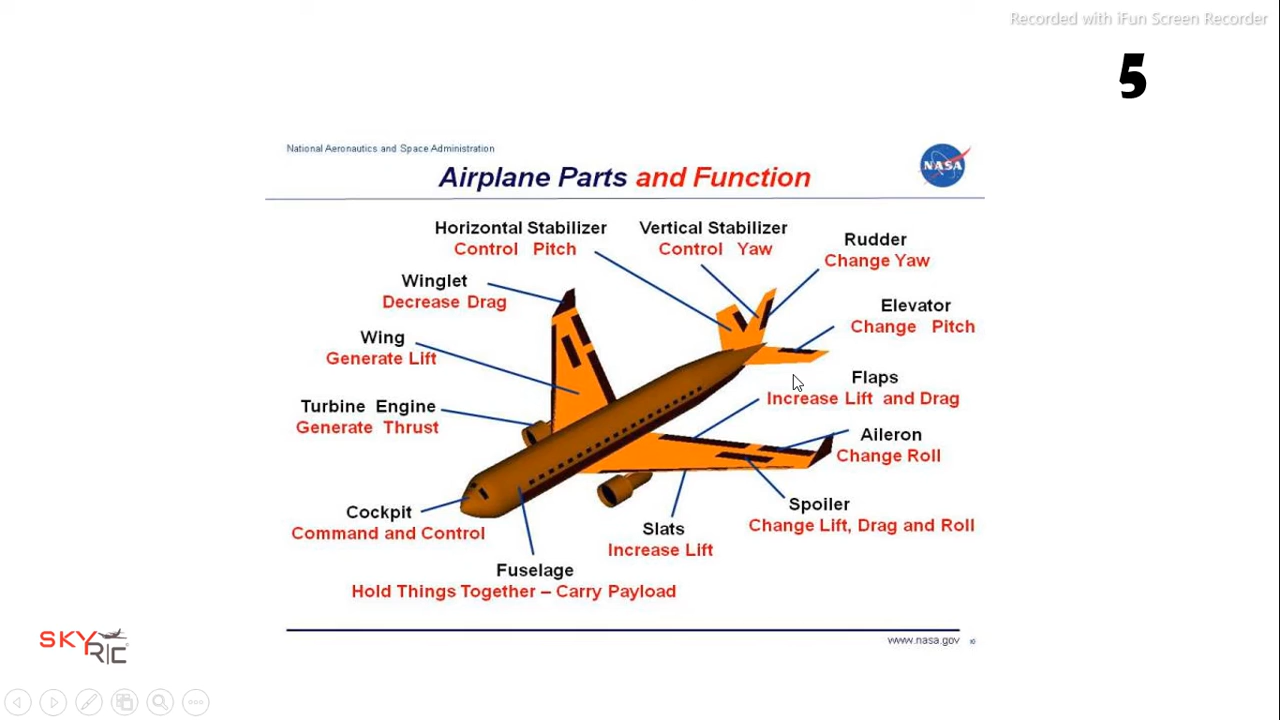 Recorded with iFun Screen Recorder
5
National Aeronautics and Space Administration
NASA
Airplane Parts and Function
Horizontal Stabilizer
Control Pitch
Vertical Stabilizer
Control Yaw
Rudder
Change Yaw
Winglet
Decrease Drag
Elevator
Change Pitch
Wing
Generate Lift
Flaps
Increase Lift and Drag
Turbine Engine
Generate Thrust
Aileron
Change Roll
Cockpit
Command and Control
Spoiler
Change Lift, Drag and Roll
Slats
Increase Lift
Fuselage
Hold Things Together – Carry Payload
www.nasa.gov
SKY
RC